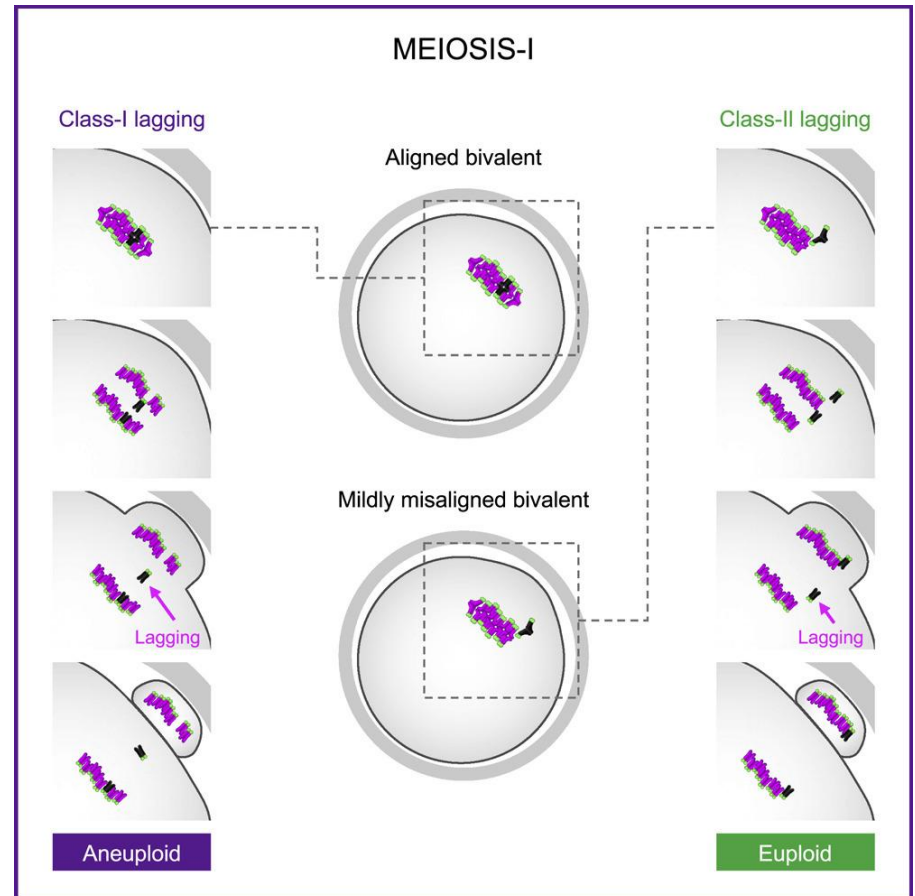 MEIOSIS-I
Class-I lagging
Class-II lagging
Aligned bivalent
Mildly misaligned bivalent
Lagging
Lagging
Aneuploid
Euploid